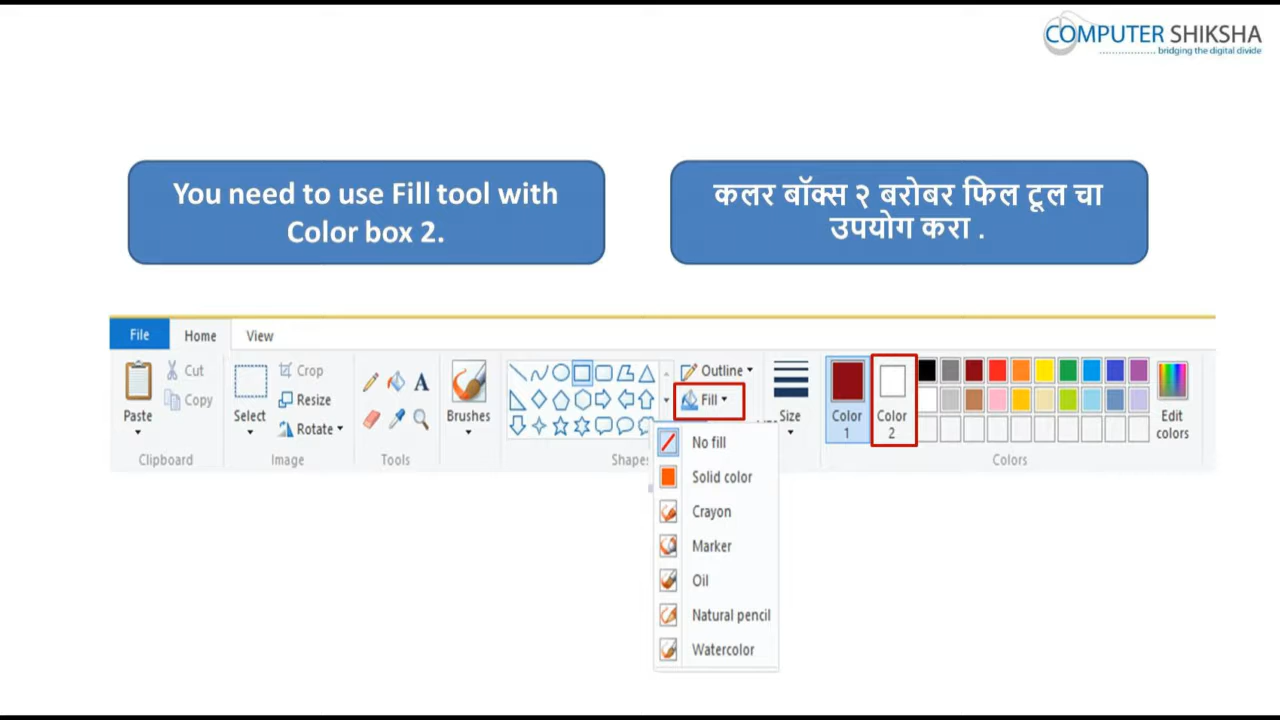 COMPUTER SHIKSHA
bridging the digital divide
You need to use Fill tool with
Color box 2.
कलर बॉक्स २ बरोबर फिल टूल चा
उपयोग करा .
File Home View
Paste
Cut
Copy
Clipboard
Select
Crop
Resize
Rotate
Image
A
Tools
Brushes
Outline
Fill
Shapes
Size
Color
1
Color
2
Edit
colors
Colors
No fill
Solid color
Crayon
Marker
Oil
Natural pencil
Watercolor